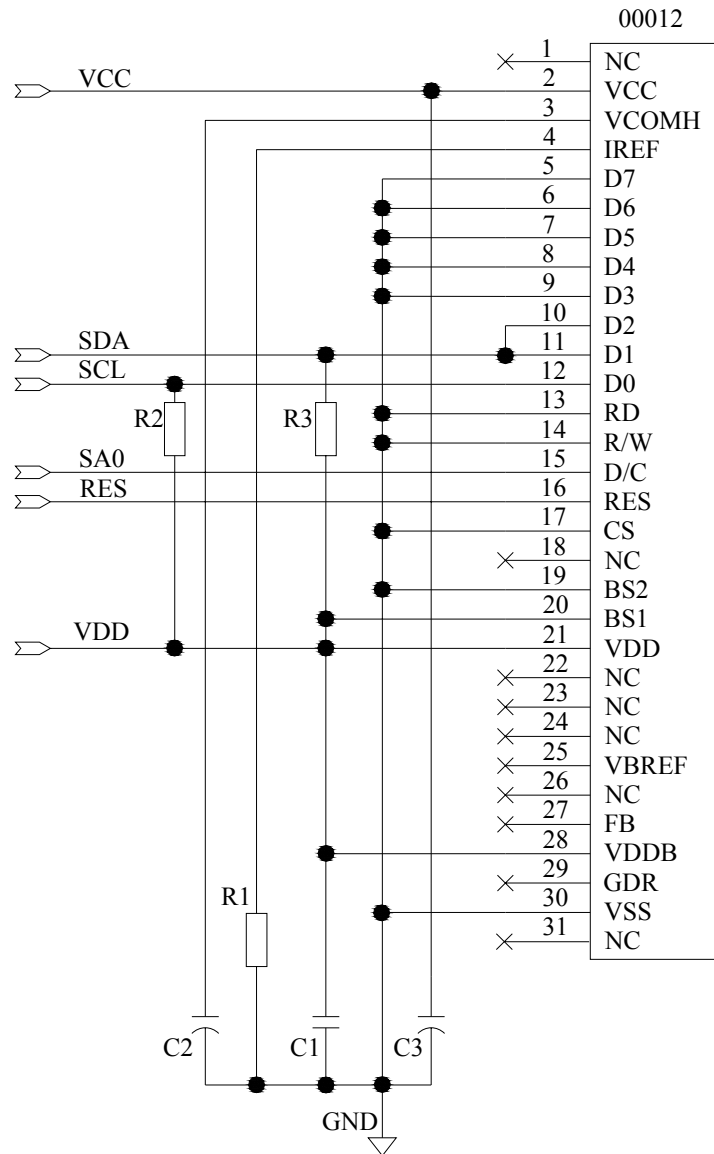 00012
1 NC
VCC 2 VCC
3 VCOMH
4 IREF
5 D7
6 D6
7 D5
8 D4
9 D3
10 D2
SDA 11 D1
SCL 12 D0
R2 R3 13 RD
14 R/W
SA0 15 D/C
RES 16 RES
17 CS
18 NC
19 BS2
20 BS1
VDD 21 VDD
22 NC
23 NC
24 NC
25 VBREF
26 NC
27 FB
28 VDDB
29 GDR
R1 30 VSS
31 NC
C2 C1 C3
GND